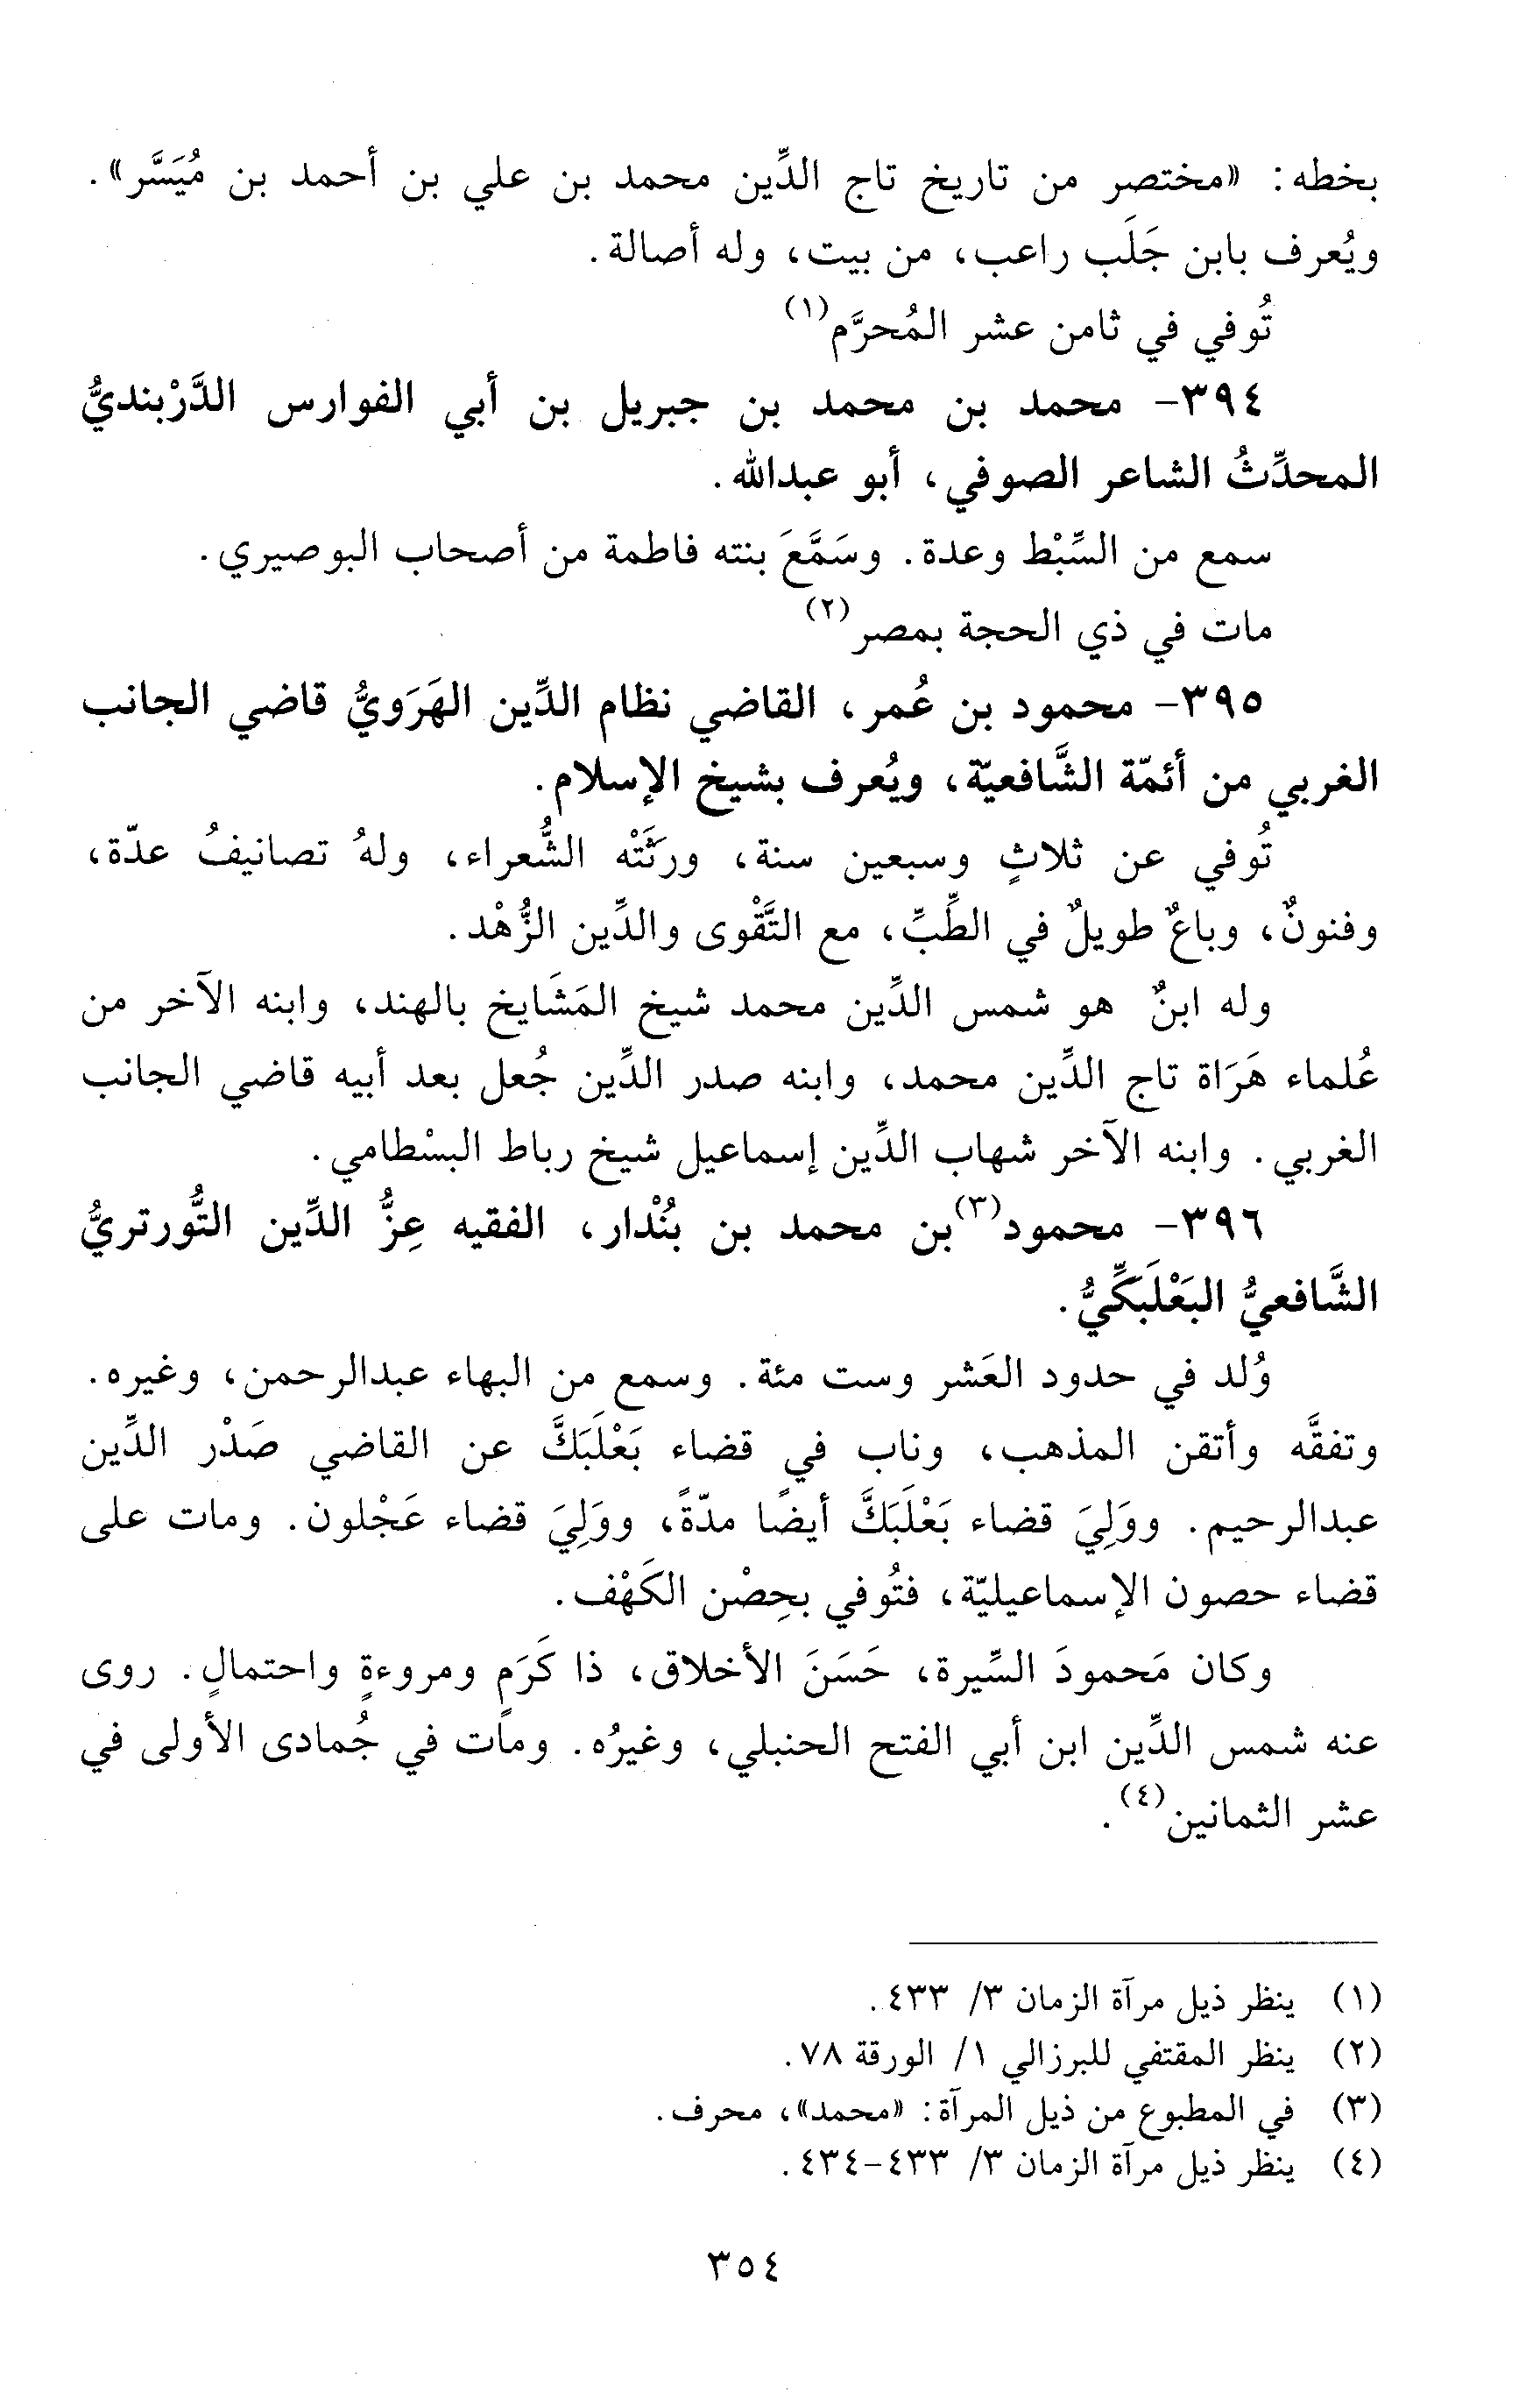 بخطه: «مختصر من تاريخ تاج الدِّين محمد بن علي بن أحمد بن مُيَسَّر».
ويُعرف بابن جَلَب راعب، من بيت، وله أصالة.
تُوفي في ثامن عشر المُحرَّم(١)
٣٩٤- محمد بن محمد بن جبريل بن أبي الفوارس الدَّرْبنديُّ
المحدِّثُ الشاعر الصوفي، أبو عبدالله.
سمع من السِّبْط وعدة. وسَمَّعَ بنته فاطمة من أصحاب البوصيري.
مات في ذي الحجة بمصر(٢)
٣٩٥- محمود بن عُمر، القاضي نظام الدِّين الهَرَويُّ قاضي الجانب
الغربي من أئمّة الشَّافعيّة، ويُعرف بشيخ الإسلام.
تُوفي عن ثلاثٍ وسبعين سنة، ورثَتْه الشُّعراء، ولهُ تصانيفُ عدّة،
وفنونٌ، وباعٌ طويلٌ في الطِّبِّ، مع التَّقْوى والدِّين الزُّهْد.
وله ابنٌ هو شمس الدِّين محمد شيخ المَشَايخ بالهند، وابنه الآخر من
عُلماء هَرَاة تاج الدِّين محمد، وابنه صدر الدِّين جُعل بعد أبيه قاضي الجانب
الغربي. وابنه الآخر شهاب الدِّين إسماعيل شيخ رباط البسْطامي.
٣٩٦- محمود(٣) بن محمد بن بُنْدار، الفقيه عِزُّ الدِّين التُّورتريُّ
الشَّافعيُّ البَعْلَبَكِّيُّ.
وُلد في حدود العَشر وست مئة. وسمع من البهاء عبدالرحمن، وغيره.
وتفقَّه وأتقن المذهب، وناب في قضاء بَعْلَبَكَّ عن القاضي صَدْر الدِّين
عبدالرحيم. ووَلِيَ قضاء بَعْلَبَكَّ أيضًا مدّةً، ووَلِيَ قضاء عَجْلون. ومات على
قضاء حصون الإسماعيليّة، فتُوفي بحِصْن الكَهْف.
وكان مَحمودَ السِّيرة، حَسَنَ الأخلاق، ذا كَرَمٍ ومروءةٍ واحتمالٍ. روى
عنه شمس الدِّين ابن أبي الفتح الحنبلي، وغيرُه. ومات في جُمادى الأولى في
عشر الثمانين(٤).
(١) ينظر ذيل مرآة الزمان ٣/ ٤٣٣.
(٢) ينظر المقتفي للبرزالي ١/ الورقة ٧٨.
(٣) في المطبوع من ذيل المرآة: «محمد»، محرف.
(٤) ينظر ذيل مرآة الزمان ٣/ ٤٣٣-٤٣٤.
٣٥٤